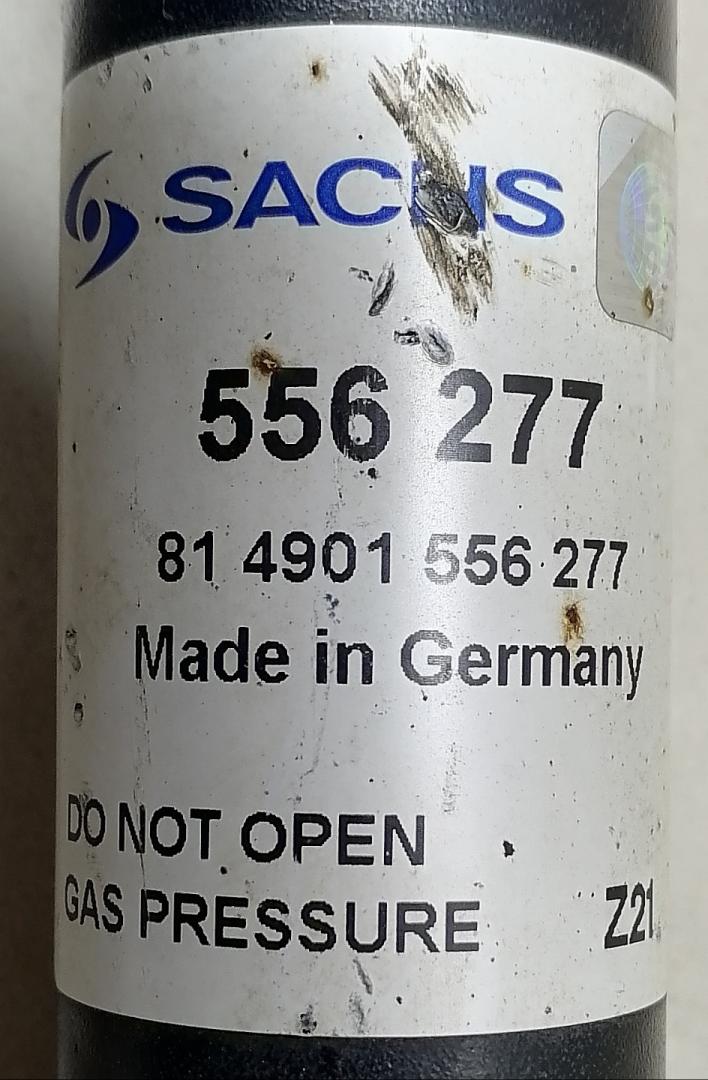 SACHS
556 277
81 4901 556 277
Made in Germany
DO NOT OPEN
GAS PRESSURE Z21